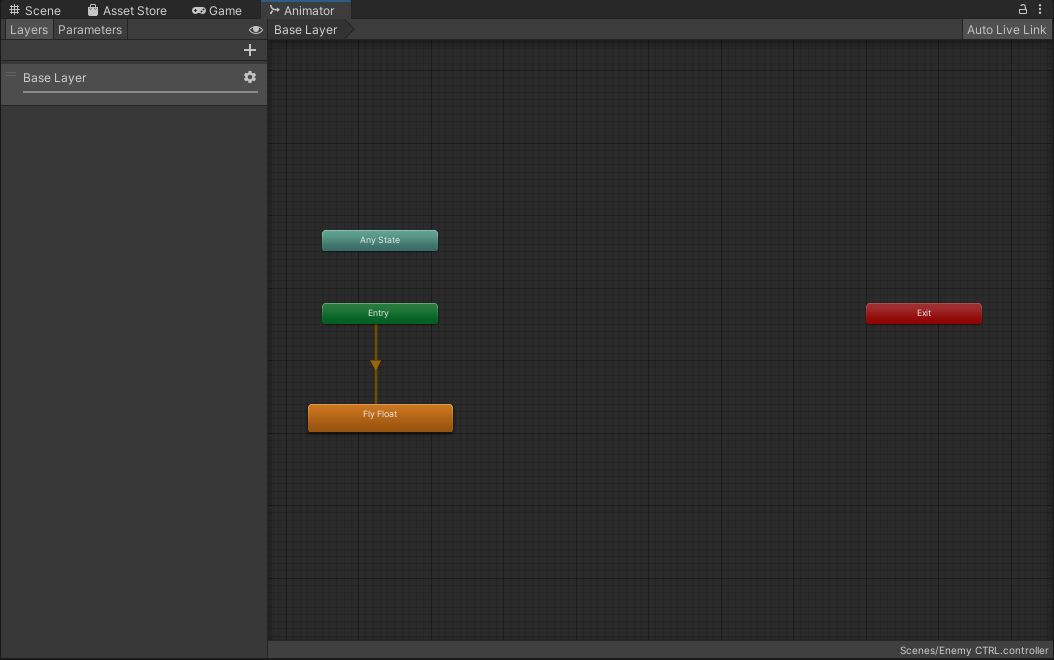 Scene Asset Store Game Animator
Layers Parameters Base Layer Auto Live Link
Base Layer
Any State
Entry
Exit
Fly Float
Scenes/Enemy CTRL.controller